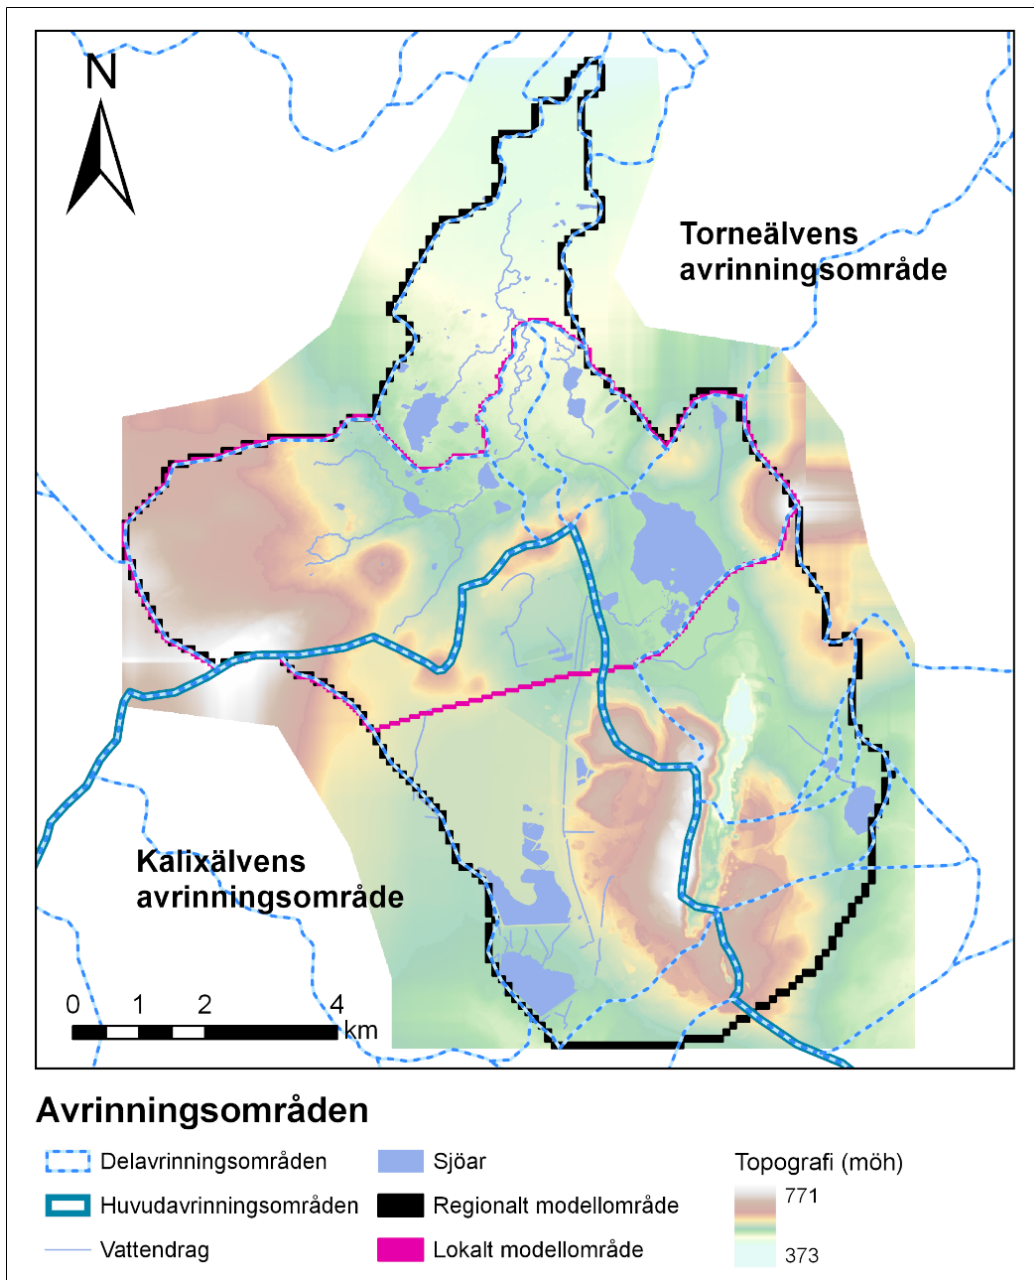 N
Torneälvens
avrinningsområde
Kalixälvens
avrinningsområde
0 1 2 4
km
Avrinningsområden
Delavrinningsområden
Huvudavrinningsområden
Vattendrag
Sjöar
Regionalt modellområde
Lokalt modellområde
Topografi (möh)
771
373